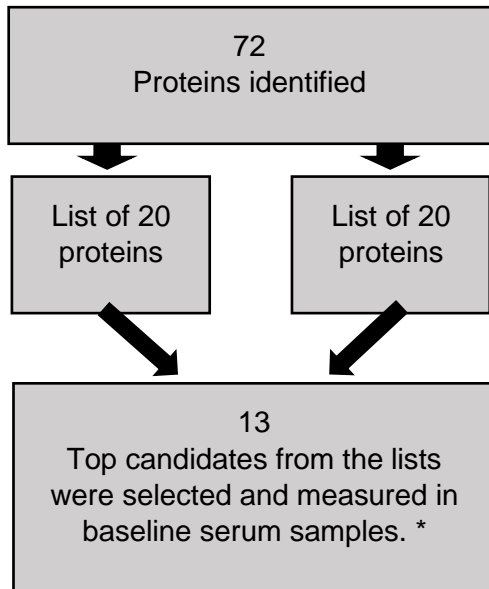 72
Proteins identified
List of 20
proteins
List of 20
proteins
13
Top candidates from the lists
were selected and measured in
baseline serum samples. *